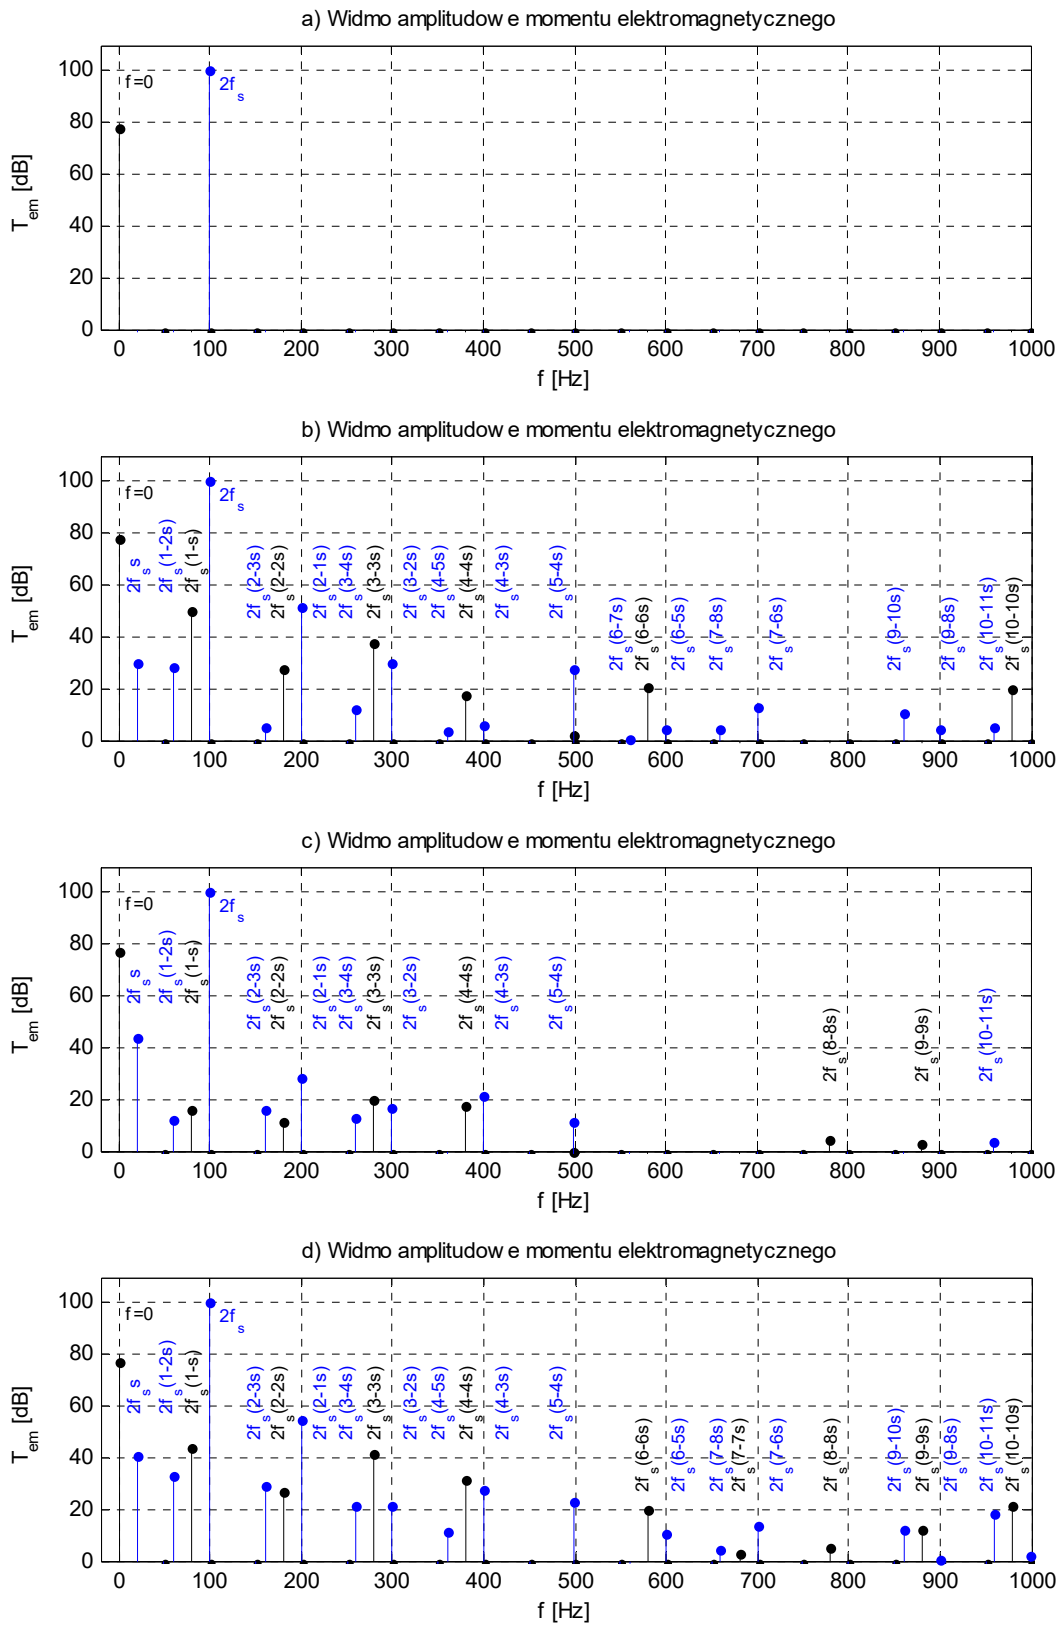 a) Widmo amplitudowe momentu elektromagnetycznego
T_em [dB]
100
80
60
40
20
0
f=0
2f_s
0 100 200 300 400 500 600 700 800 900 1000
f [Hz]
b) Widmo amplitudowe momentu elektromagnetycznego
T_em [dB]
100
80
60
40
20
0
f=0
2f_s s
2f_s(1-2s)
2f_s(1-s)
2f_s
2f_s(2-3s)
2f_s(2-2s)
2f_s(2-1s)
2f_s(3-4s)
2f_s(3-3s)
2f_s(3-2s)
2f_s(4-5s)
2f_s(4-4s)
2f_s(4-3s)
2f_s(5-4s)
2f_s(6-7s)
2f_s(6-6s)
2f_s(6-5s)
2f_s(7-8s)
2f_s(7-6s)
2f_s(9-10s)
2f_s(9-8s)
2f_s(10-11s)
2f_s(10-10s)
0 100 200 300 400 500 600 700 800 900 1000
f [Hz]
c) Widmo amplitudowe momentu elektromagnetycznego
T_em [dB]
100
80
60
40
20
0
f=0
2f_s s
2f_s(1-2s)
2f_s(1-s)
2f_s
2f_s(2-3s)
2f_s(2-2s)
2f_s(2-1s)
2f_s(3-4s)
2f_s(3-3s)
2f_s(3-2s)
2f_s(4-4s)
2f_s(4-3s)
2f_s(5-4s)
2f_s(8-8s)
2f_s(9-9s)
2f_s(10-11s)
0 100 200 300 400 500 600 700 800 900 1000
f [Hz]
d) Widmo amplitudowe momentu elektromagnetycznego
T_em [dB]
100
80
60
40
20
0
f=0
2f_s s
2f_s(1-2s)
2f_s(1-s)
2f_s
2f_s(2-3s)
2f_s(2-2s)
2f_s(2-1s)
2f_s(3-4s)
2f_s(3-3s)
2f_s(3-2s)
2f_s(4-5s)
2f_s(4-4s)
2f_s(4-3s)
2f_s(5-4s)
2f_s(6-6s)
2f_s(6-5s)
2f_s(7-8s)
2f_s(7-7s)
2f_s(7-6s)
2f_s(8-8s)
2f_s(9-10s)
2f_s(9-9s)
2f_s(9-8s)
2f_s(10-11s)
2f_s(10-10s)
0 100 200 300 400 500 600 700 800 900 1000
f [Hz]